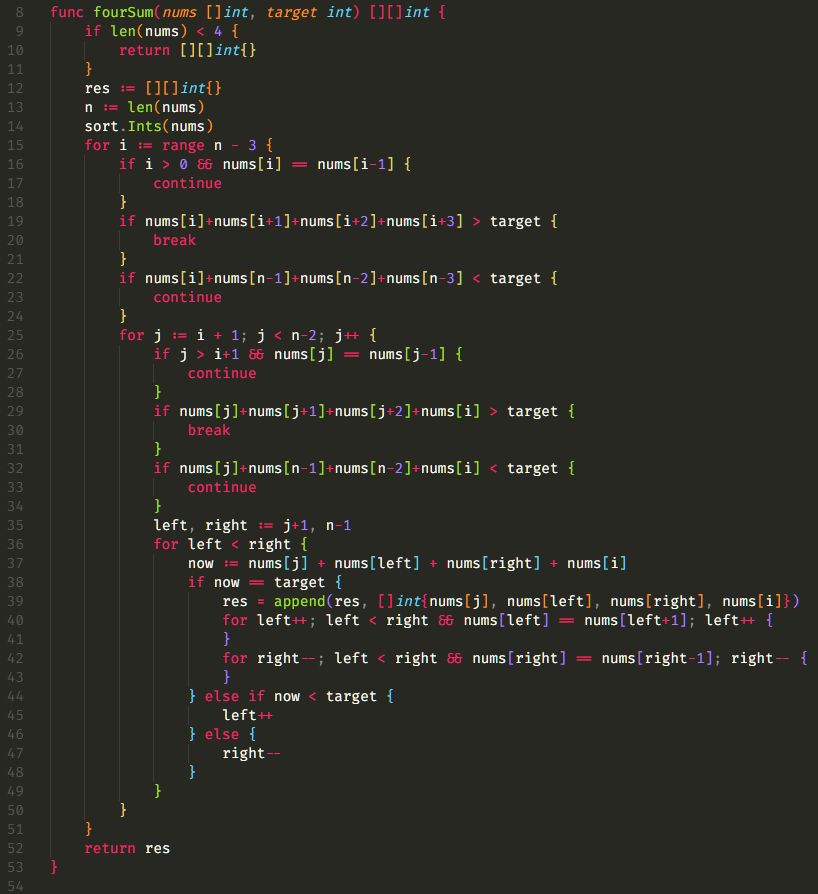 8 func fourSum(nums []int, target int) [][]int {
9     if len(nums) < 4 {
10         return [][]int{}
11     }
12     res := [][]int{}
13     n := len(nums)
14     sort.Ints(nums)
15     for i := range n - 3 {
16         if i > 0 && nums[i] == nums[i-1] {
17             continue
18         }
19         if nums[i]+nums[i+1]+nums[i+2]+nums[i+3] > target {
20             break
21         }
22         if nums[i]+nums[n-1]+nums[n-2]+nums[n-3] < target {
23             continue
24         }
25         for j := i + 1; j < n-2; j++ {
26             if j > i+1 && nums[j] == nums[j-1] {
27                 continue
28             }
29             if nums[j]+nums[j+1]+nums[j+2]+nums[i] > target {
30                 break
31             }
32             if nums[j]+nums[n-1]+nums[n-2]+nums[i] < target {
33                 continue
34             }
35             left, right := j+1, n-1
36             for left < right {
37                 now := nums[j] + nums[left] + nums[right] + nums[i]
38                 if now == target {
39                     res = append(res, []int{nums[j], nums[left], nums[right], nums[i]})
40                     for left++; left < right && nums[left] == nums[left+1]; left++ {
41                     }
42                     for right--; left < right && nums[right] == nums[right-1]; right-- {
43                     }
44                 } else if now < target {
45                     left++
46                 } else {
47                     right--
48                 }
49             }
50         }
51     }
52     return res
53 }
54